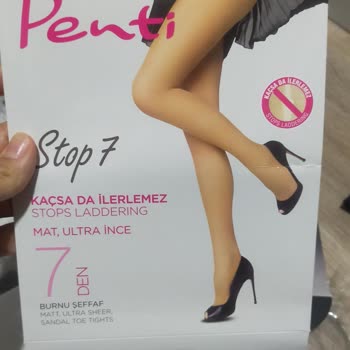 Penti
KAÇSA DA İLERLEMEZ
STOPS LADDERING
Stop 7
KAÇSA DA İLERLEMEZ
STOPS LADDERING
MAT, ULTRA İNCE
7 DEN
BURNU ŞEFFAF
MATT, ULTRA SHEER,
SANDAL TOE TIGHTS